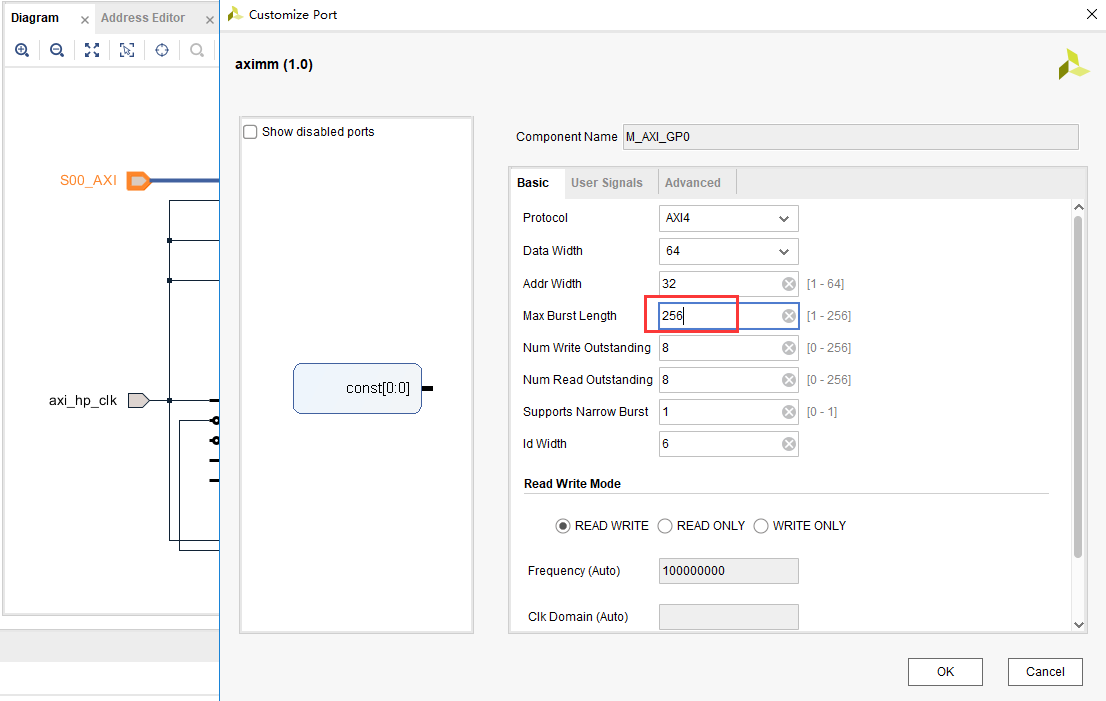 Diagram
Address Editor
Customize Port
aximm (1.0)
Show disabled ports
Component Name M_AXI_GP0
Basic
User Signals
Advanced
S00_AXI
Protocol AXI4
Data Width 64
Addr Width 32 [1 - 64]
Max Burst Length 256 [1 - 256]
Num Write Outstanding 8 [0 - 256]
Num Read Outstanding 8 [0 - 256]
const[0:0]
axi_hp_clk
Supports Narrow Burst 1 [0 - 1]
Id Width 6
Read Write Mode
READ WRITE READ ONLY WRITE ONLY
Frequency (Auto) 100000000
Clk Domain (Auto)
OK
Cancel